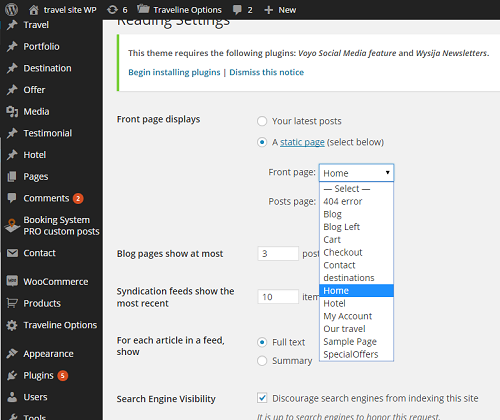 travel site WP 6 Traveline Options 2 + New
Travel
Portfolio
Destination
Offer
Media
Testimonial
Hotel
Pages
Comments 2
Booking System
PRO custom posts
Contact
WooCommerce
Products
Traveline Options
Appearance
Plugins 5
Users
Tools
Reading Settings
This theme requires the following plugins: Voyo Social Media feature and Wysija Newsletters.
Begin installing plugins | Dismiss this notice
Front page displays
Your latest posts
A static page (select below)
Front page: Home
— Select —
404 error
Blog
Blog Left
Cart
Checkout
Contact
destinations
Home
Hotel
My Account
Our travel
Sample Page
SpecialOffers
Posts page:
Blog pages show at most
3
Syndication feeds show the
most recent
10
For each article in a feed,
show
Full text
Summary
Search Engine Visibility
Discourage search engines from indexing this site
It is up to search engines to honor this request.